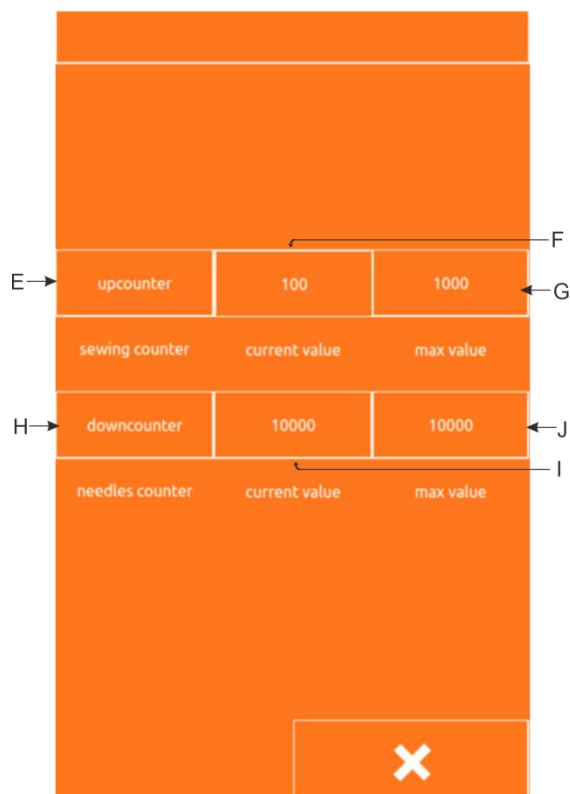 F
E upcounter 100 1000 G
sewing counter current value max value
H downcounter 10000 10000 J
I
needles counter current value max value